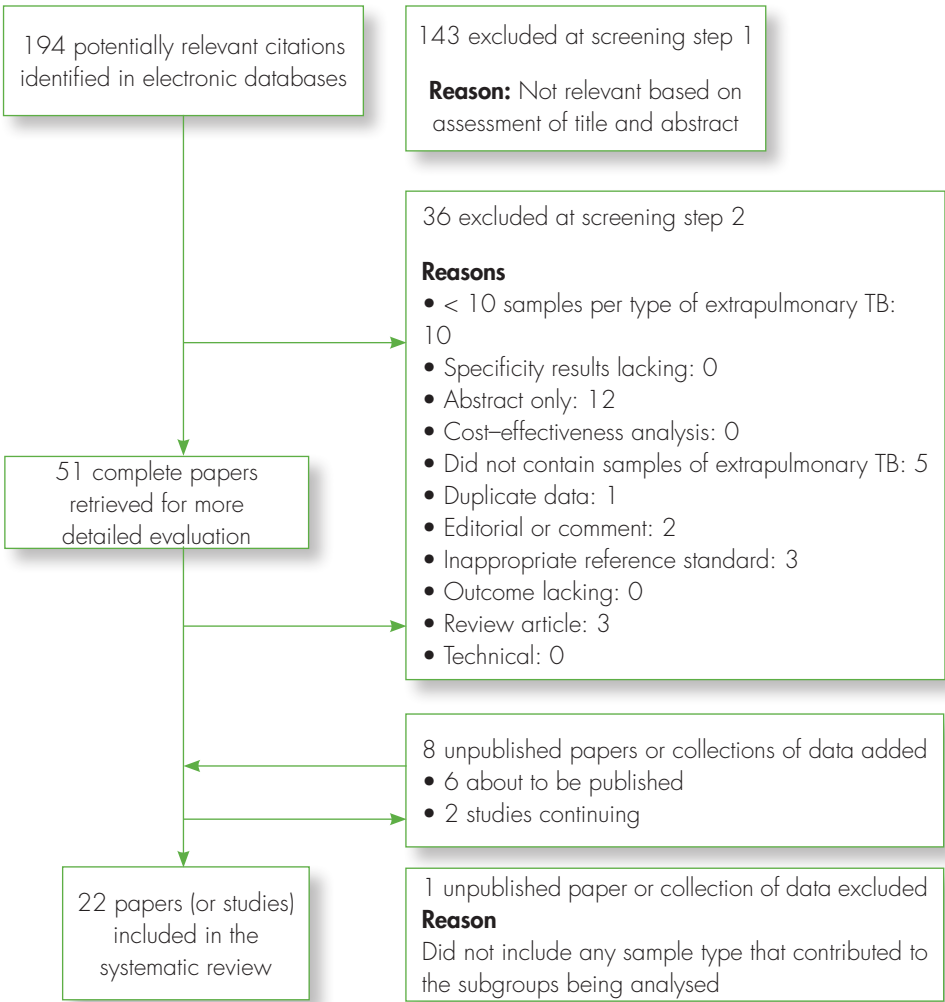 194 potentially relevant citations
identified in electronic databases
143 excluded at screening step 1
Reason: Not relevant based on
assessment of title and abstract
36 excluded at screening step 2
Reasons
• < 10 samples per type of extrapulmonary TB:
10
• Specificity results lacking: 0
• Abstract only: 12
• Cost–effectiveness analysis: 0
• Did not contain samples of extrapulmonary TB: 5
• Duplicate data: 1
• Editorial or comment: 2
• Inappropriate reference standard: 3
• Outcome lacking: 0
• Review article: 3
• Technical: 0
51 complete papers
retrieved for more
detailed evaluation
8 unpublished papers or collections of data added
• 6 about to be published
• 2 studies continuing
22 papers (or studies)
included in the
systematic review
1 unpublished paper or collection of data excluded
Reason
Did not include any sample type that contributed to
the subgroups being analysed